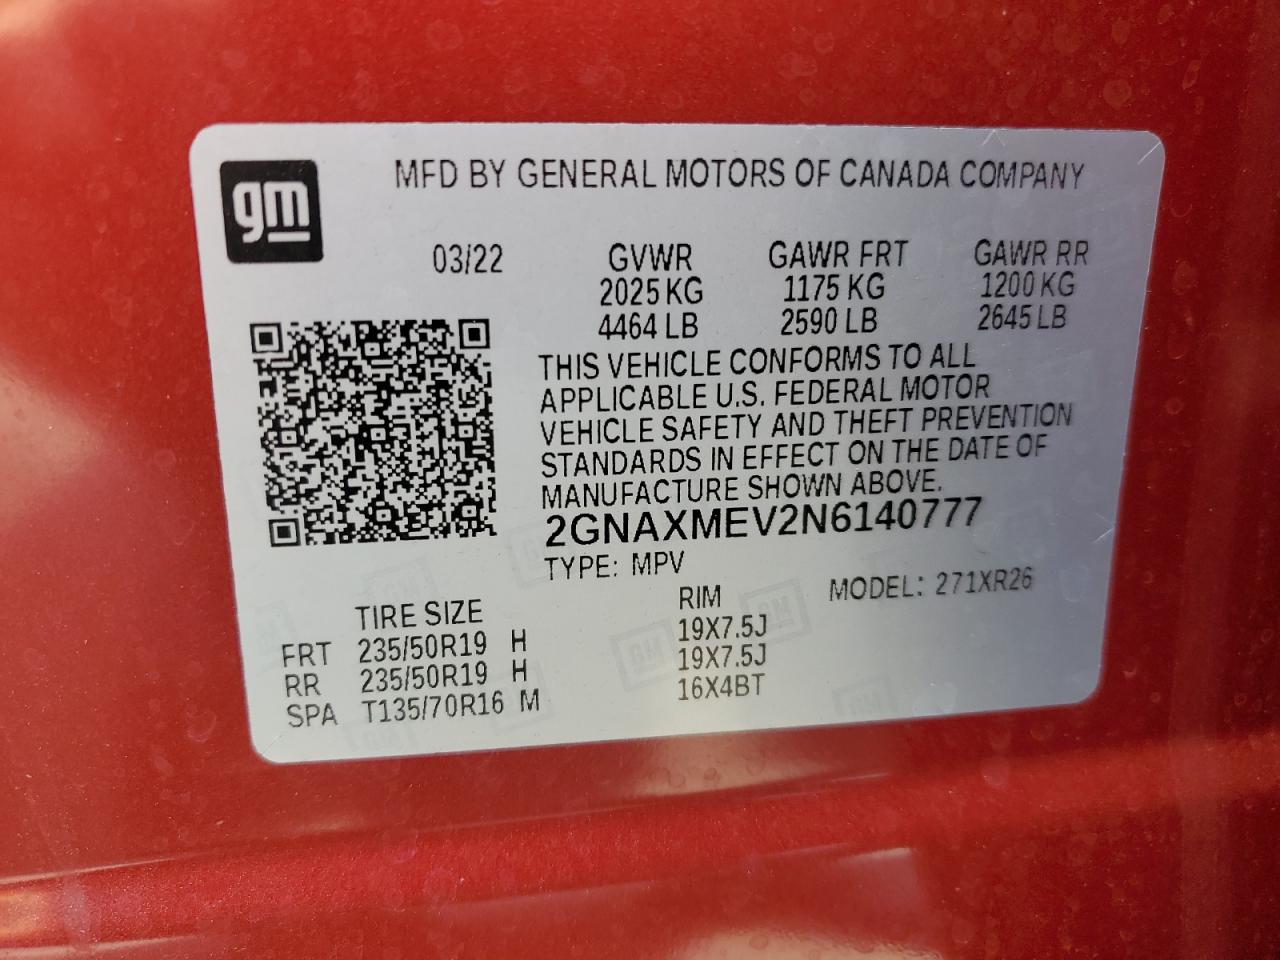 gm
MFD BY GENERAL MOTORS OF CANADA COMPANY
03/22 GVWR GAWR FRT GAWR RR
2025 KG 1175 KG 1200 KG
4464 LB 2590 LB 2645 LB
THIS VEHICLE CONFORMS TO ALL
APPLICABLE U.S. FEDERAL MOTOR
VEHICLE SAFETY AND THEFT PREVENTION
STANDARDS IN EFFECT ON THE DATE OF
MANUFACTURE SHOWN ABOVE.
2GNAXMEV2N6140777
TYPE: MPV MODEL: 271XR26
TIRE SIZE RIM
FRT 235/50R19 H 19X7.5J
RR 235/50R19 H 19X7.5J
SPA T135/70R16 M 16X4BT